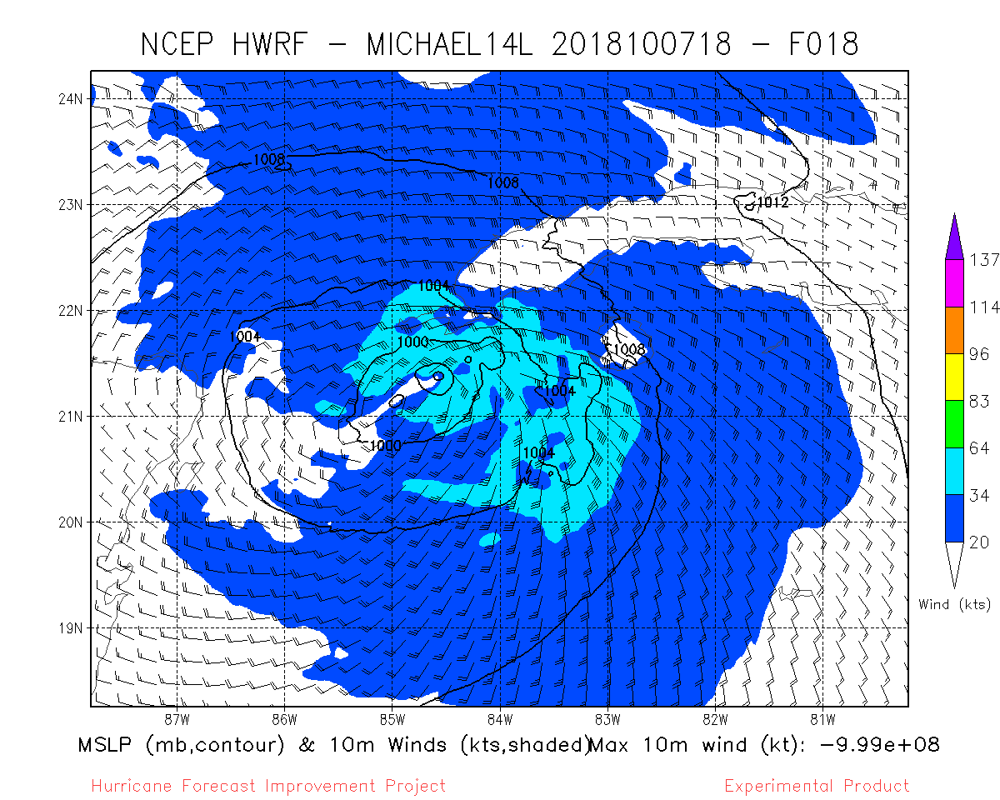 NCEP HWRF - MICHAEL14L 2018100718 - F018
24N
23N
22N
21N
20N
19N
87W 86W 85W 84W 83W 82W 81W
1008
1008
1012
1004
1004
1000
1008
1004
1000
1004
137
114
96
83
64
34
20
Wind (kts)
MSLP (mb,contour) & 10m Winds (kts,shaded)Max 10m wind (kt): -9.99e+08
Hurricane Forecast Improvement Project Experimental Product